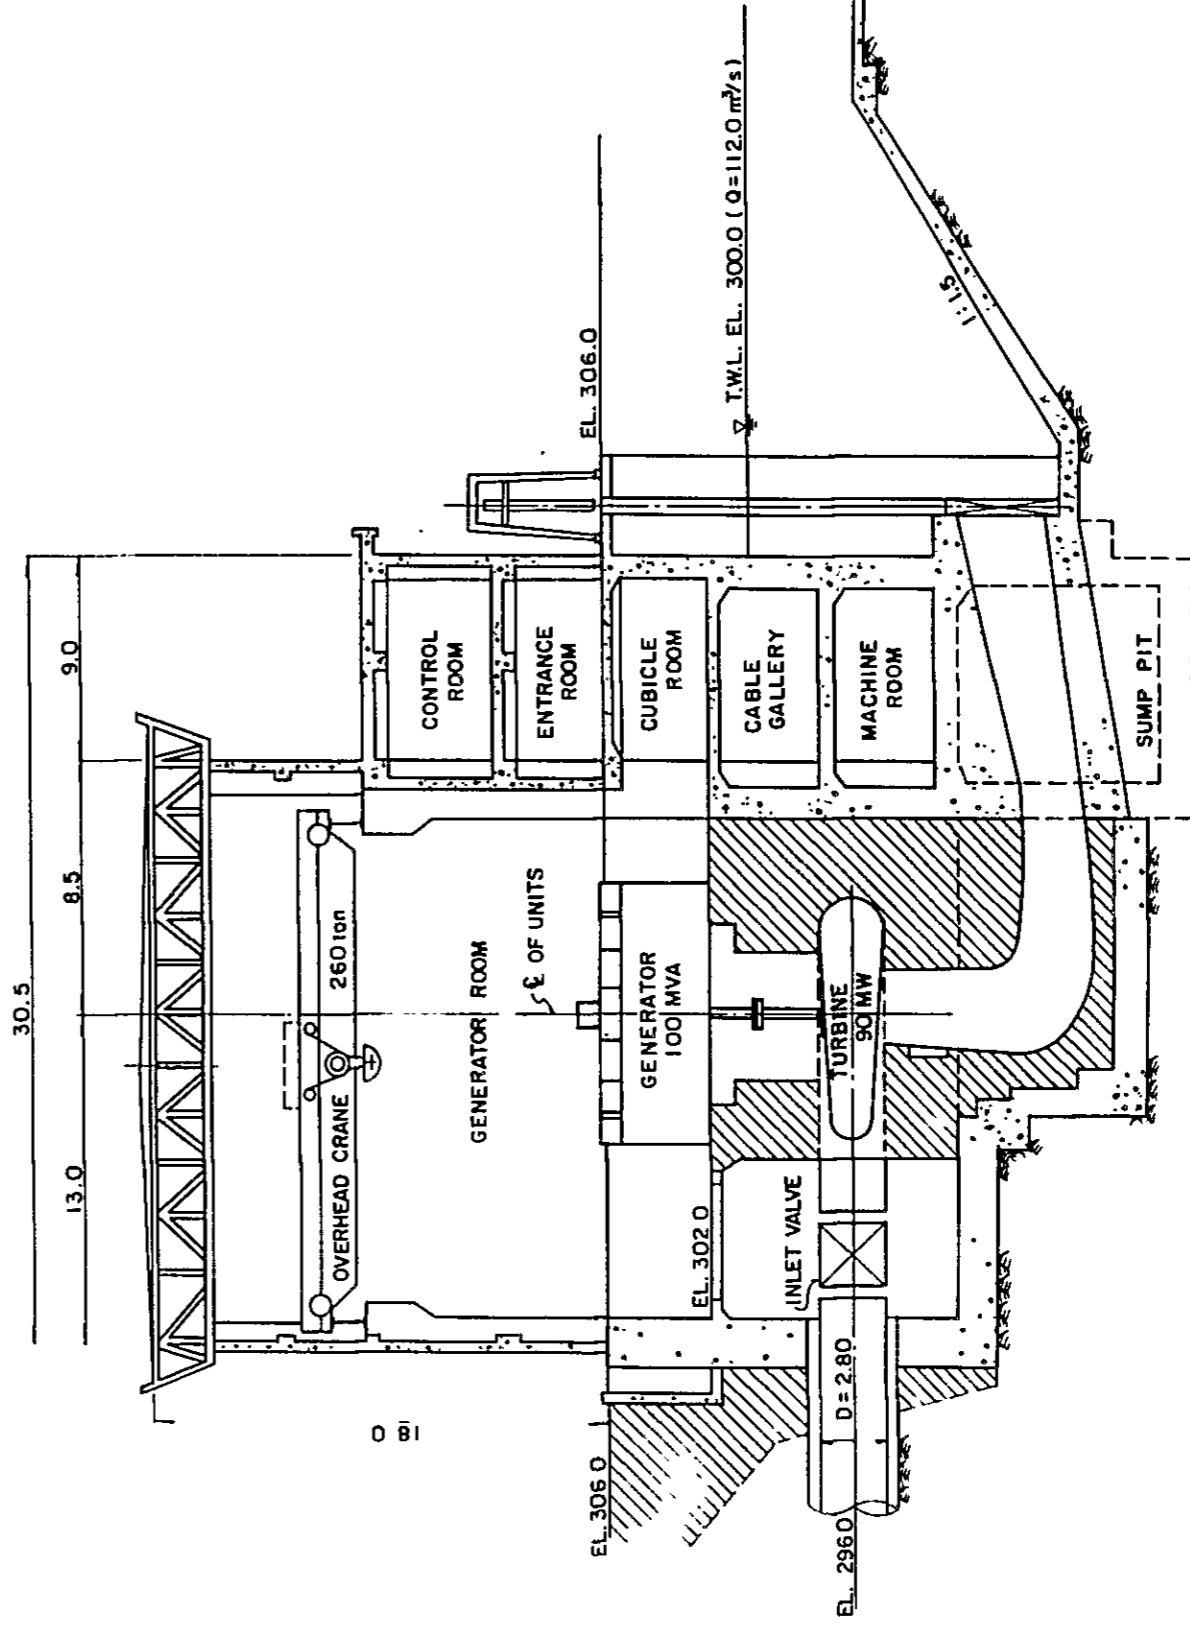 30.5
13.0
8.5
9.0
18.0
OVERHEAD CRANE
260 ton
GENERATOR ROOM
℄ OF UNITS
CONTROL
ROOM
ENTRANCE
ROOM
EL. 306 0
EL. 306.0
GENERATOR
100 MVA
CUBICLE
ROOM
EL. 302 0
CABLE
GALLERY
T.W.L. EL. 300.0 ( Q=112.0 m³/s)
INLET VALVE
TURBINE
90 MW
MACHINE
ROOM
EL. 296 0
D = 2.80
1:1.5
SUMP PIT